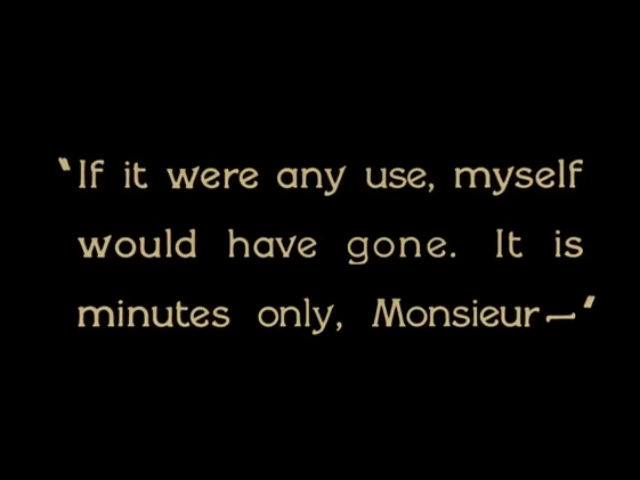 "If it were any use, myself
would have gone. It is
minutes only, Monsieur—"